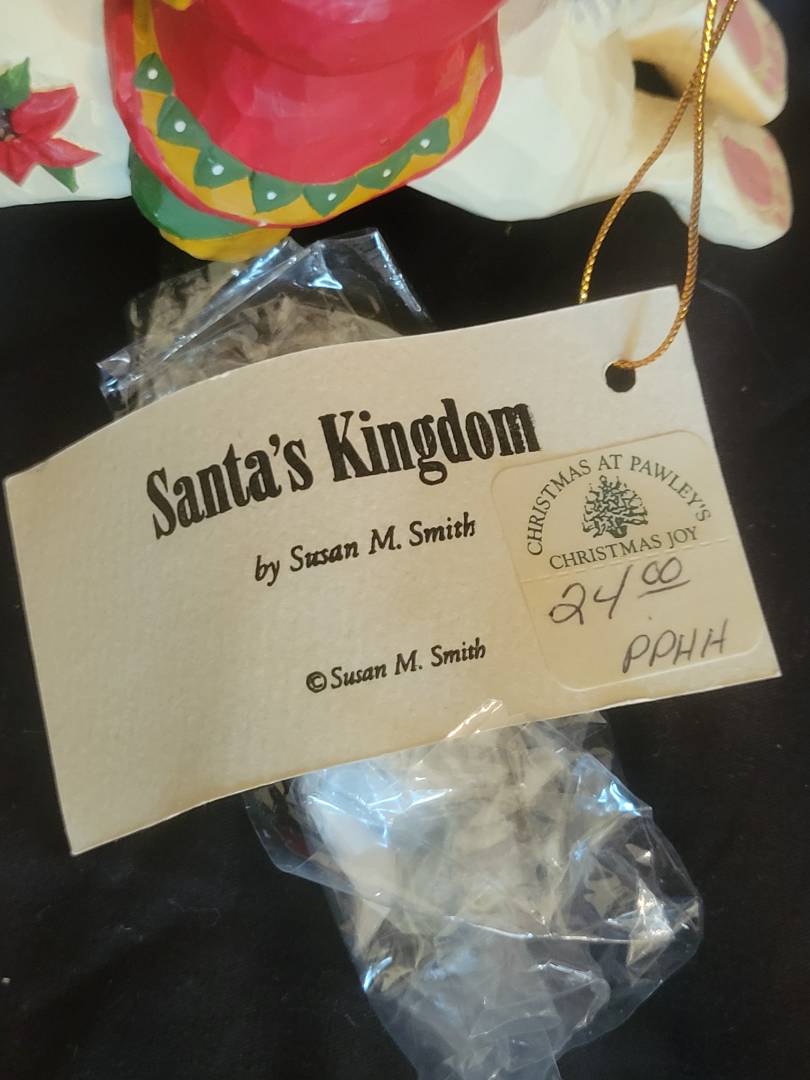 Santa's Kingdom
by Susan M. Smith
© Susan M. Smith
CHRISTMAS AT PAWLEY'S
CHRISTMAS JOY
24 00
PPHH